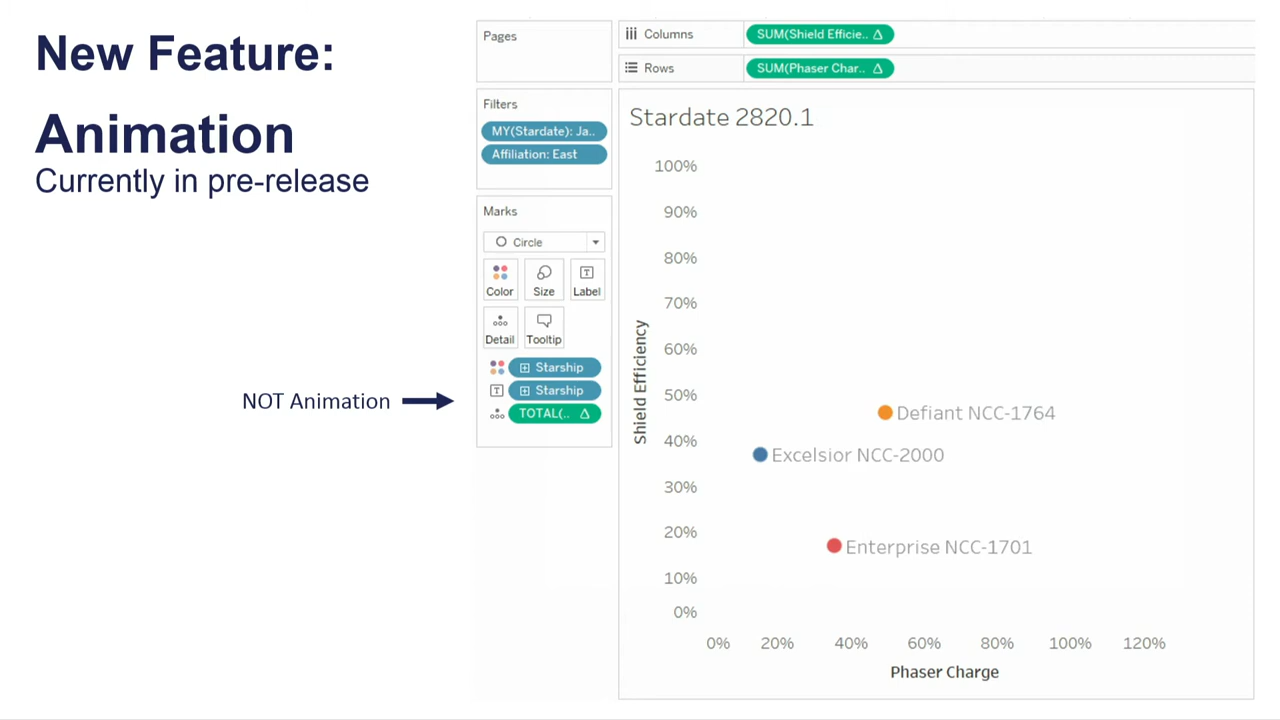 New Feature:
Animation
Currently in pre-release
NOT Animation
Pages
Filters
MY(Stardate): Ja..
Affiliation: East
Marks
Circle
Color
Size
Label
Detail
Tooltip
Starship
Starship
TOTAL(..
Columns
SUM(Shield Efficie..
Rows
SUM(Phaser Char..
Stardate 2820.1
Shield Efficiency
100%
90%
80%
70%
60%
50%
40%
30%
20%
10%
0%
Defiant NCC-1764
Excelsior NCC-2000
Enterprise NCC-1701
0% 20% 40% 60% 80% 100% 120%
Phaser Charge